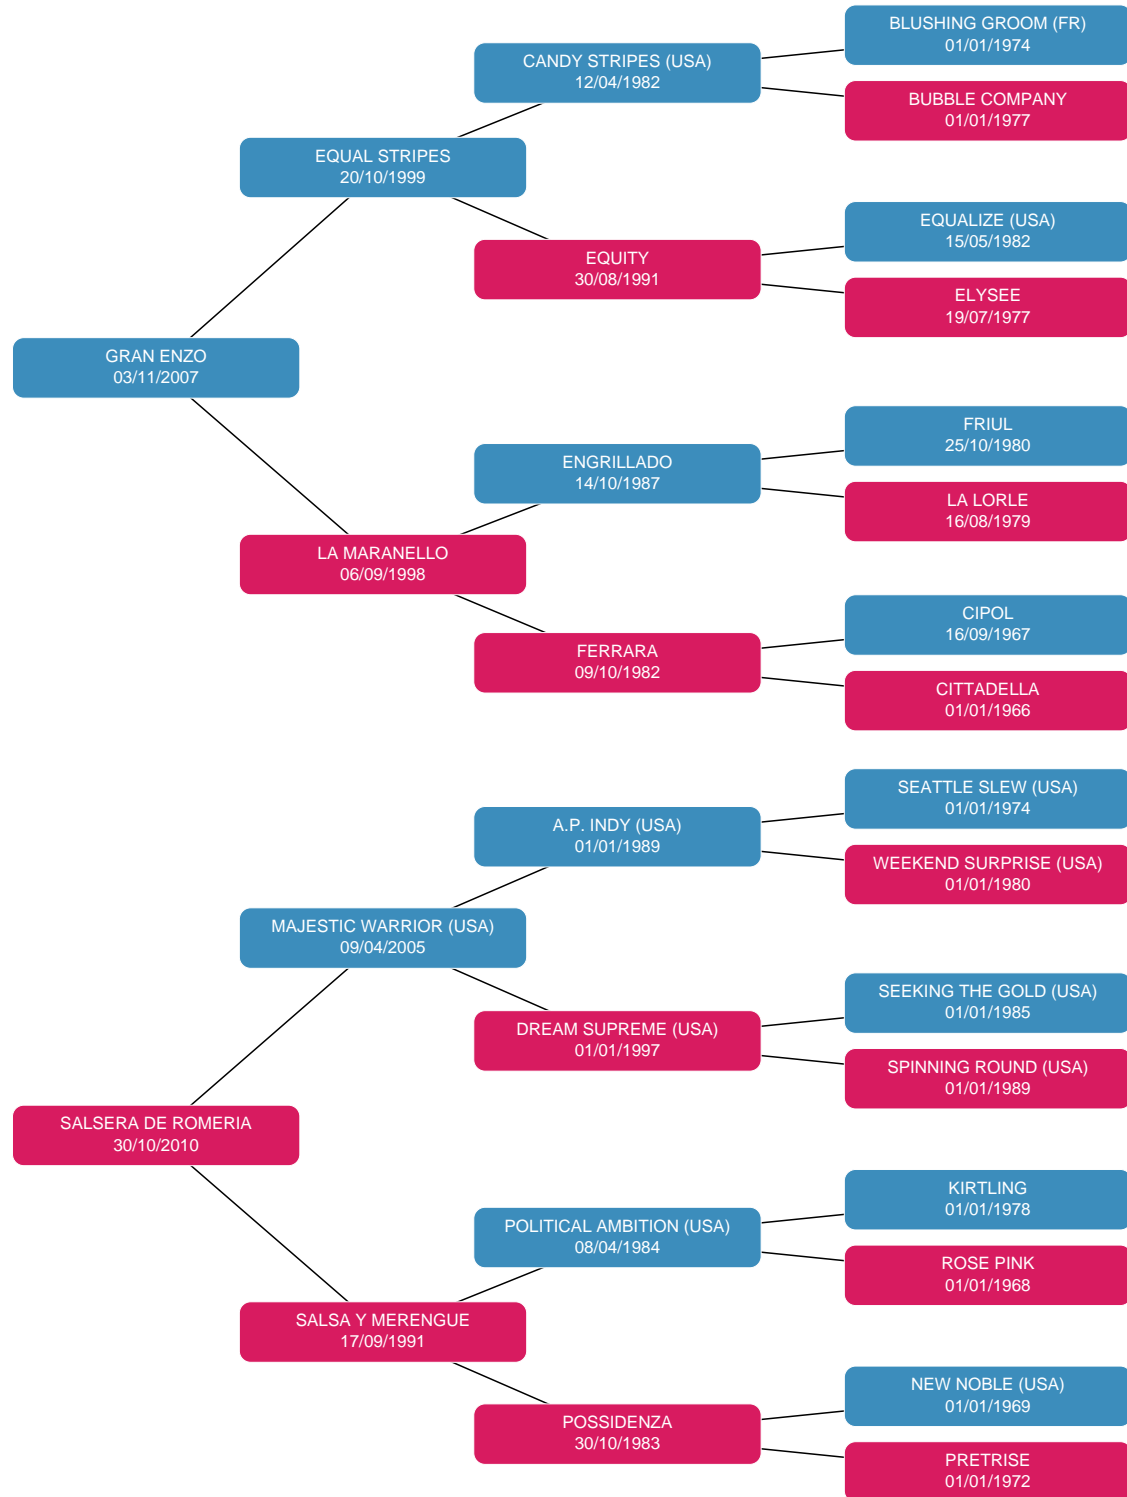 BLUSHING GROOM (FR)
01/01/1974
CANDY STRIPES (USA)
12/04/1982
BUBBLE COMPANY
01/01/1977
EQUAL STRIPES
20/10/1999
EQUALIZE (USA)
15/05/1982
EQUITY
30/08/1991
ELYSEE
19/07/1977
GRAN ENZO
03/11/2007
FRIUL
25/10/1980
ENGRILLADO
14/10/1987
LA LORLE
16/08/1979
LA MARANELLO
06/09/1998
CIPOL
16/09/1967
FERRARA
09/10/1982
CITTADELLA
01/01/1966
SEATTLE SLEW (USA)
01/01/1974
A.P. INDY (USA)
01/01/1989
WEEKEND SURPRISE (USA)
01/01/1980
MAJESTIC WARRIOR (USA)
09/04/2005
SEEKING THE GOLD (USA)
01/01/1985
DREAM SUPREME (USA)
01/01/1997
SPINNING ROUND (USA)
01/01/1989
SALSERA DE ROMERIA
30/10/2010
KIRTLING
01/01/1978
POLITICAL AMBITION (USA)
08/04/1984
ROSE PINK
01/01/1968
SALSA Y MERENGUE
17/09/1991
NEW NOBLE (USA)
01/01/1969
POSSIDENZA
30/10/1983
PRETRISE
01/01/1972